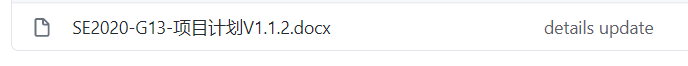 SE2020-G13-项目计划V1.1.2.docx details update